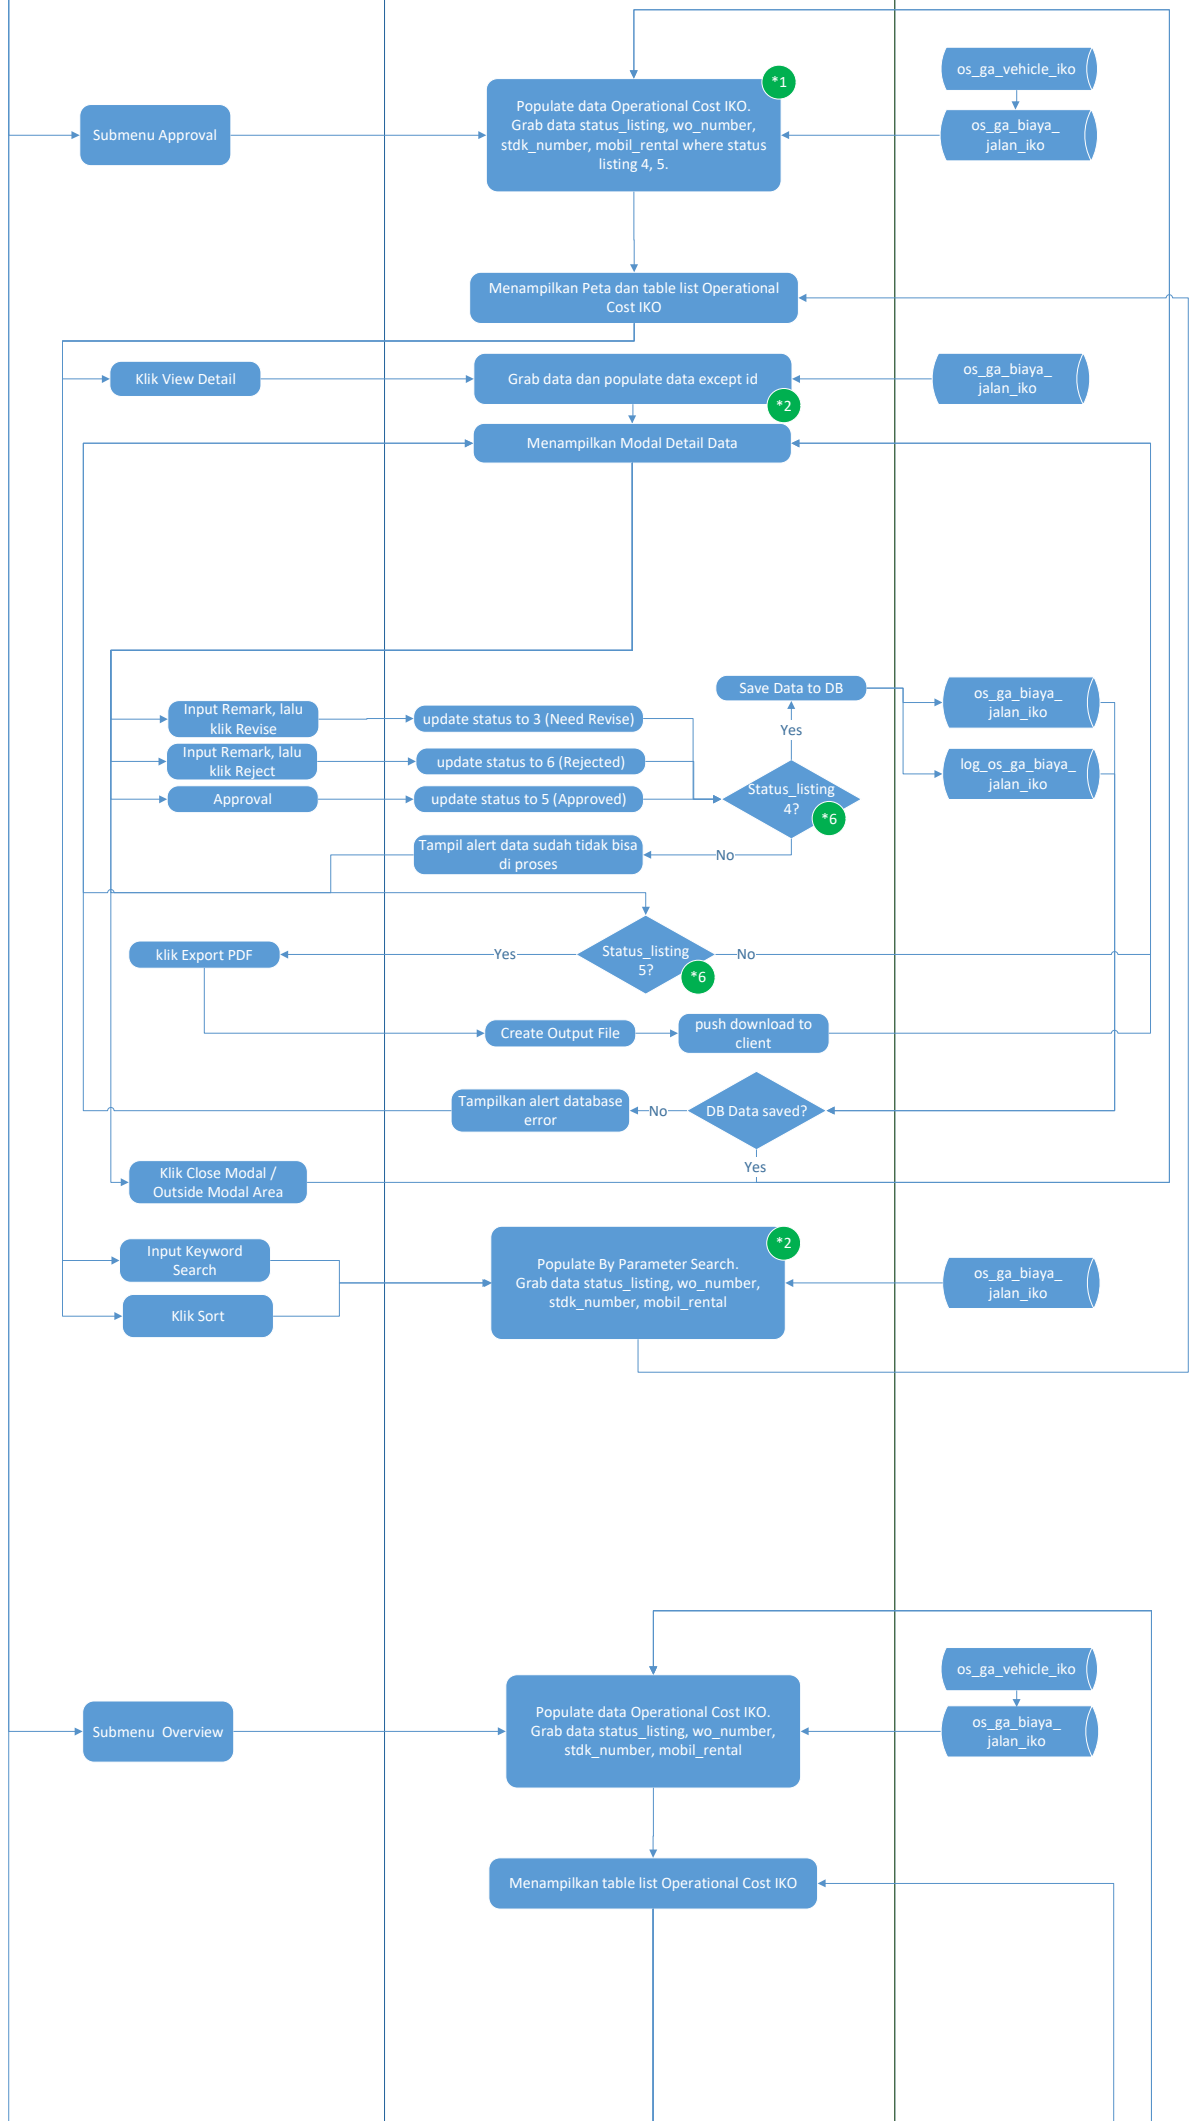 os_ga_vehicle_iko
*1
Populate data Operational Cost IKO.
Grab data status_listing, wo_number,
stdk_number, mobil_rental where status
listing 4, 5.
Submenu Approval
os_ga_biaya_
jalan_iko
Menampilkan Peta dan table list Operational
Cost IKO
Klik View Detail
Grab data dan populate data except id
os_ga_biaya_
jalan_iko
*2
Menampilkan Modal Detail Data
Save Data to DB
os_ga_biaya_
jalan_iko
Input Remark, lalu
klik Revise
update status to 3 (Need Revise)
Yes
Input Remark, lalu
klik Reject
update status to 6 (Rejected)
log_os_ga_biaya_
jalan_iko
Approval
update status to 5 (Approved)
Status_listing
4?
*6
Tampil alert data sudah tidak bisa
di proses
No
klik Export PDF
Yes
Status_listing
5?
*6
No
Create Output File
push download to
client
Tampilkan alert database
error
No
DB Data saved?
Yes
Klik Close Modal /
Outside Modal Area
*2
Input Keyword
Search
Populate By Parameter Search.
Grab data status_listing, wo_number,
stdk_number, mobil_rental
os_ga_biaya_
jalan_iko
Klik Sort
os_ga_vehicle_iko
Submenu  Overview
Populate data Operational Cost IKO.
Grab data status_listing, wo_number,
stdk_number, mobil_rental
os_ga_biaya_
jalan_iko
Menampilkan table list Operational Cost IKO